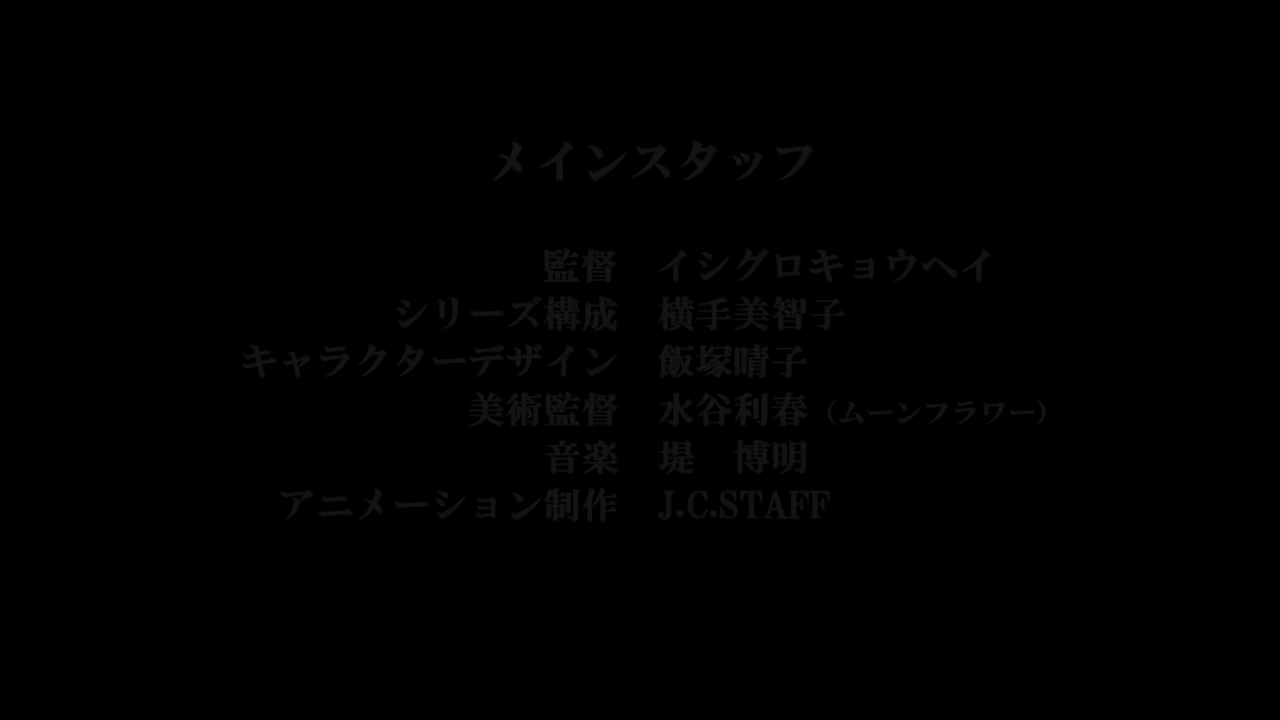 メインスタッフ
監督　イシグロキョウヘイ
シリーズ構成　横手美智子
キャラクターデザイン　飯塚晴子
美術監督　水谷利春（ムーンフラワー）
音楽　堤　博明
アニメーション制作　J.C.STAFF